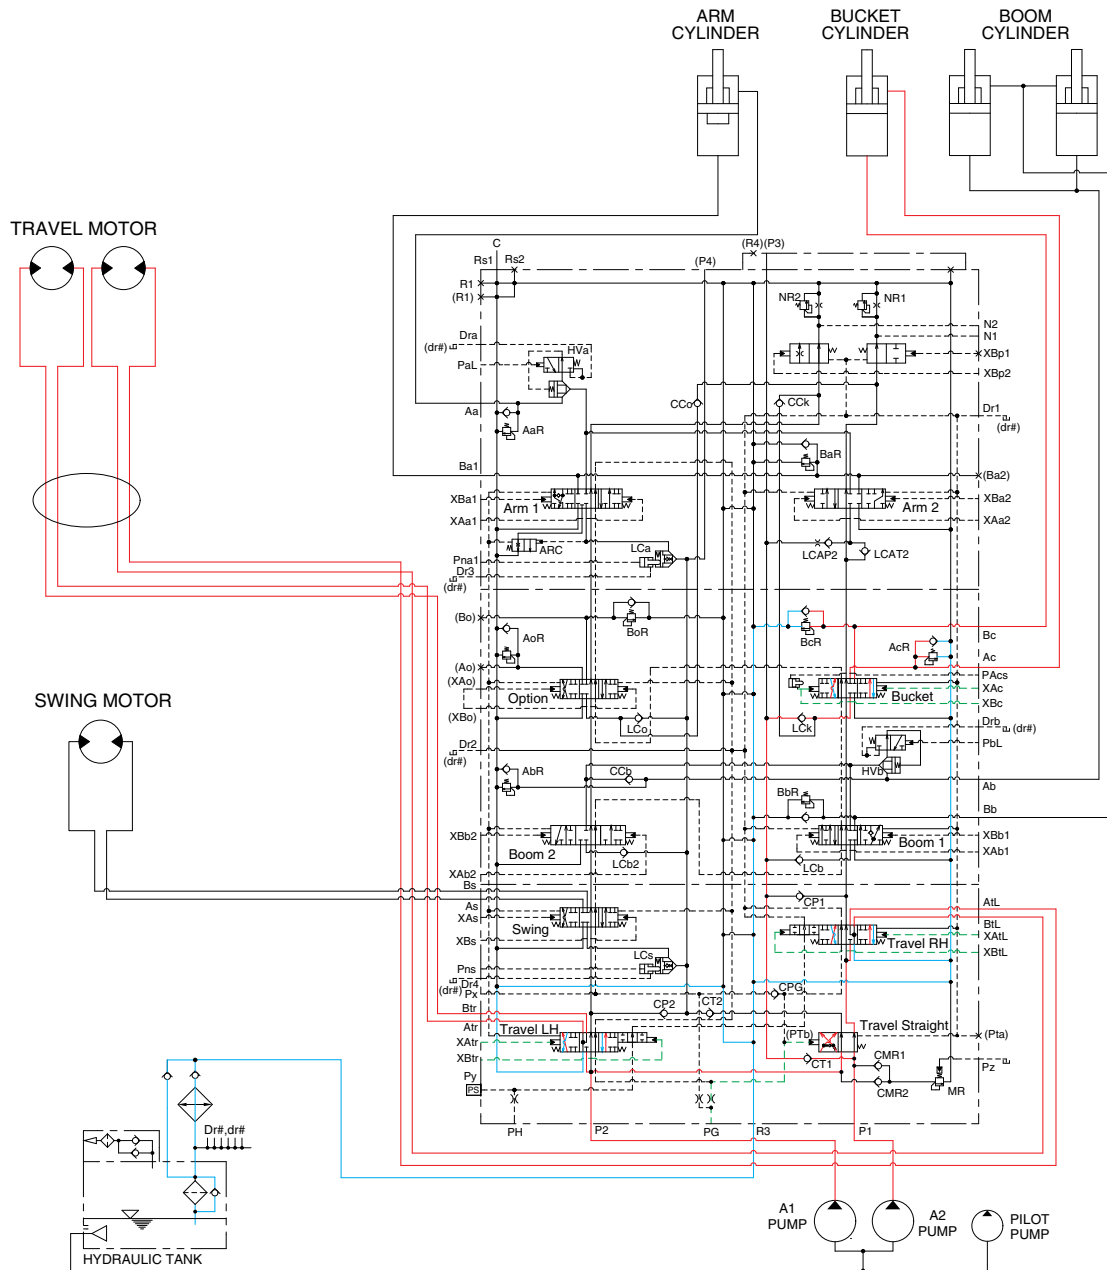 ARM
CYLINDER
BUCKET
CYLINDER
BOOM
CYLINDER
TRAVEL MOTOR
C
Rs1
Rs2
(P4)
(R4)(P3)
R1
(R1)
NR2
NR1
N2
N1
Dra
(dr#)
HVa
PaL
XBp1
XBp2
CCo
CCk
Aa
AaR
Dr1
(dr#)
BaR
Ba1
(Ba2)
XBa1
Arm 1
Arm 2
XBa2
XAa1
XAa2
ARC
LCa
LCAP2
LCAT2
Pna1
Dr3
(dr#)
(Bo)
BoR
BcR
Bc
AoR
AcR
Ac
(Ao)
PAcs
(XAo)
XAc
Option
Bucket
XBc
(XBo)
LCo
LCk
Drb
(dr#)
Dr2
(dr#)
PbL
HVb
AbR
CCb
Ab
BbR
Bb
XBb2
XBb1
Boom 2
Boom 1
XAb1
LCb2
LCb
XAb2
Bs
CP1
As
AtL
XAs
BtL
Swing
Travel RH
XAtL
XBs
XBtL
LCs
Pns
Dr4
(dr#)
Px
CPG
Btr
CP2
CT2
Atr
Travel LH
(PTb)
Travel Straight
(Pta)
XAtr
XBtr
CT1
CMR1
Pz
Py
CMR2
MR
PS
PH
P2
PG
R3
P1
SWING MOTOR
Dr#,dr#
HYDRAULIC TANK
A1
PUMP
A2
PUMP
PILOT
PUMP